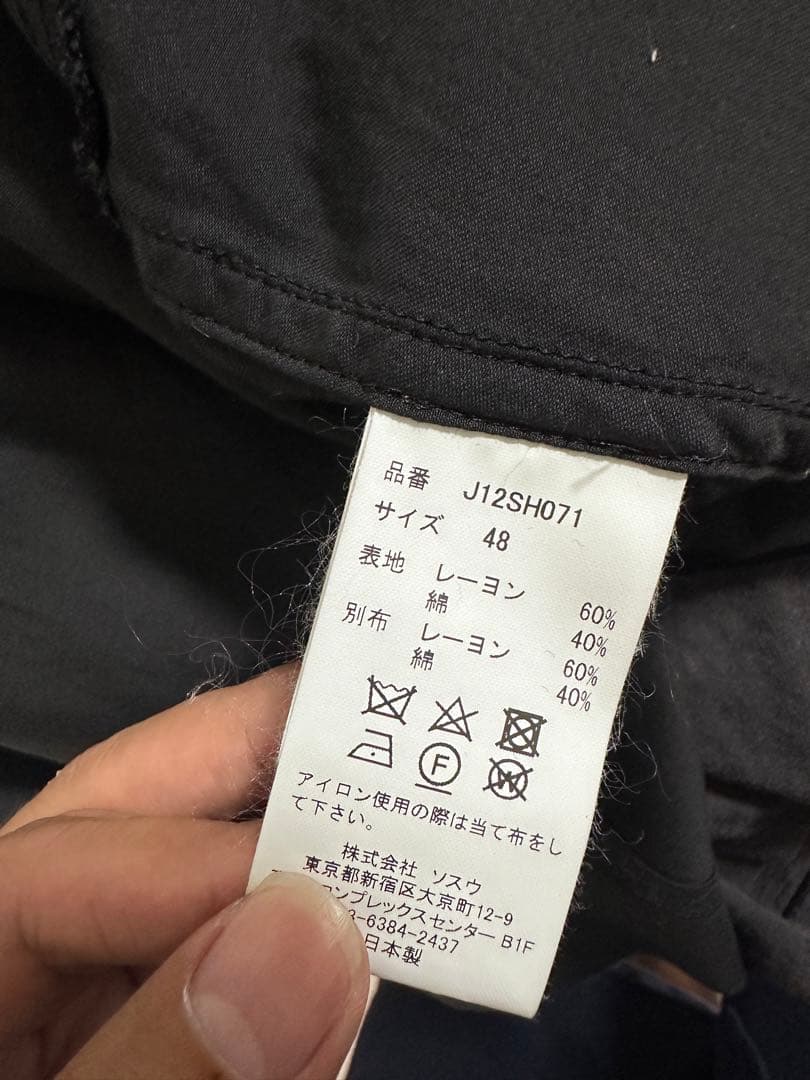 品番 J12SH071
サイズ 48
表地 レーヨン 60%
綿 40%
別布 レーヨン 60%
綿 40%
F
W
アイロン使用の際は当て布をし
て下さい。
株式会社 ソスウ
東京都新宿区大京町12-9
ンプレックスセンター B1F
3-6384-2437
日本製